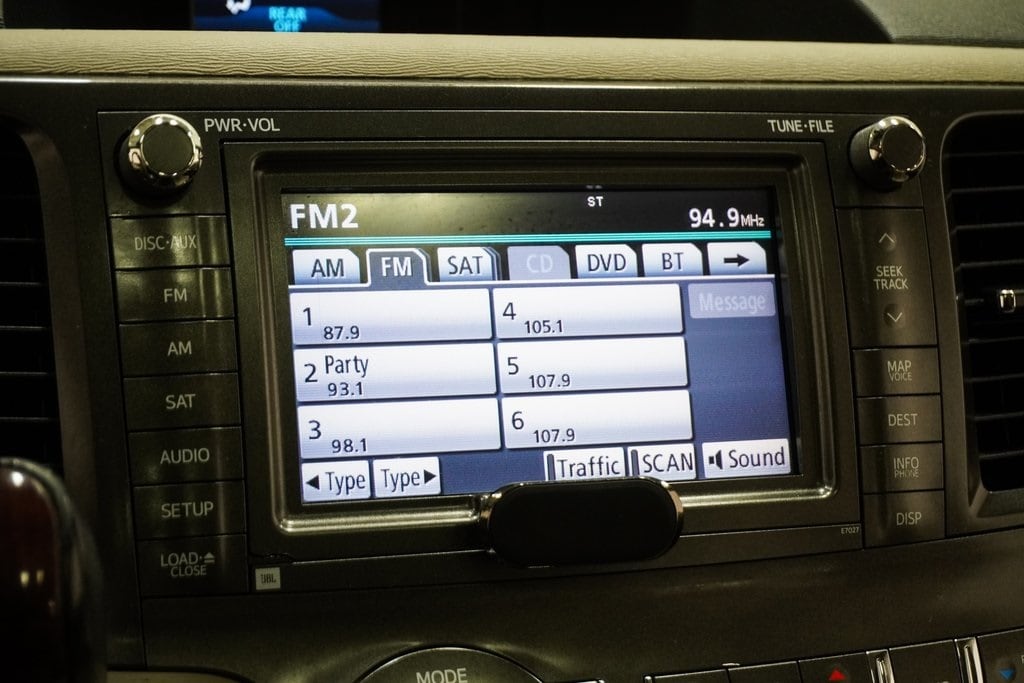 REAR
OFF
PWR·VOL
TUNE·FILE
ST
FM2
94.9MHz
AM FM SAT CD DVD BT
1 87.9
4 105.1
Message
2 Party 93.1
5 107.9
3 98.1
6 107.9
◄Type Type► Traffic SCAN Sound
DISC·AUX
FM
AM
SAT
AUDIO
SETUP
LOAD·⏏
CLOSE
SEEK
TRACK
MAP
VOICE
DEST
INFO
PHONE
DISP
E7027
JBL
MODE